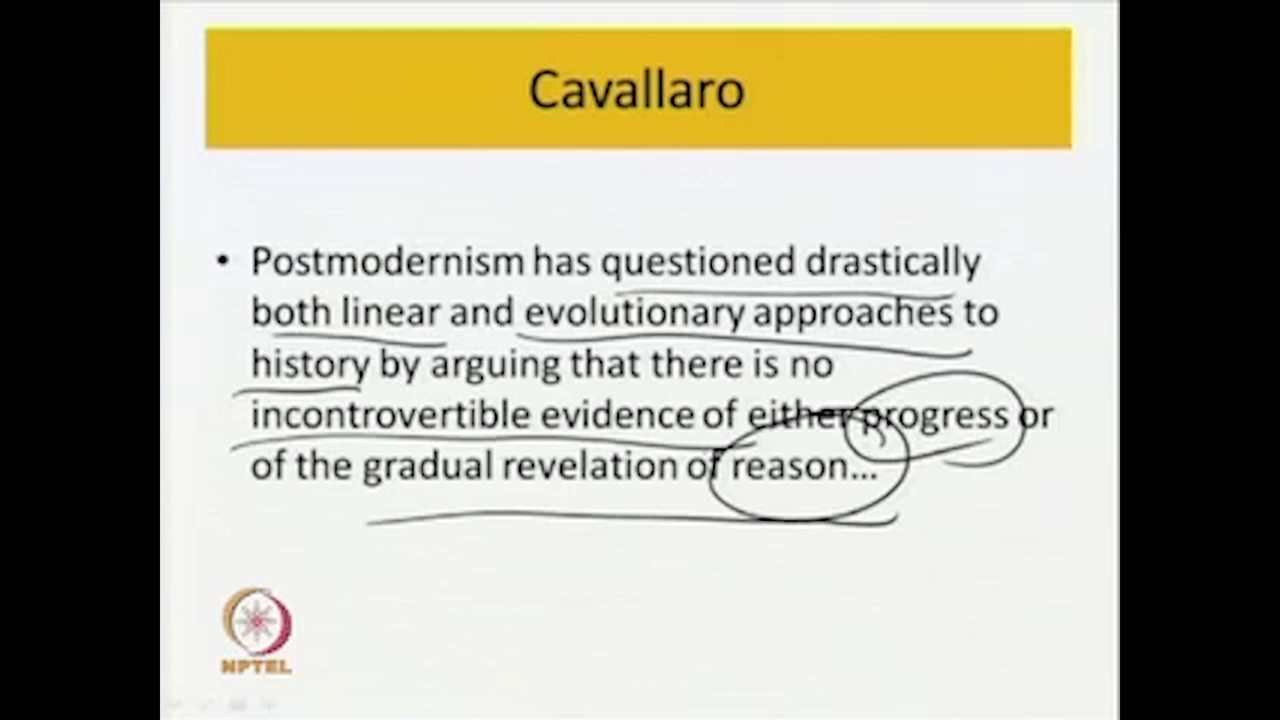 Cavallaro
• Postmodernism has questioned drastically
both linear and evolutionary approaches to
history by arguing that there is no
incontrovertible evidence of either progress or
of the gradual revelation of reason...
NPTEL